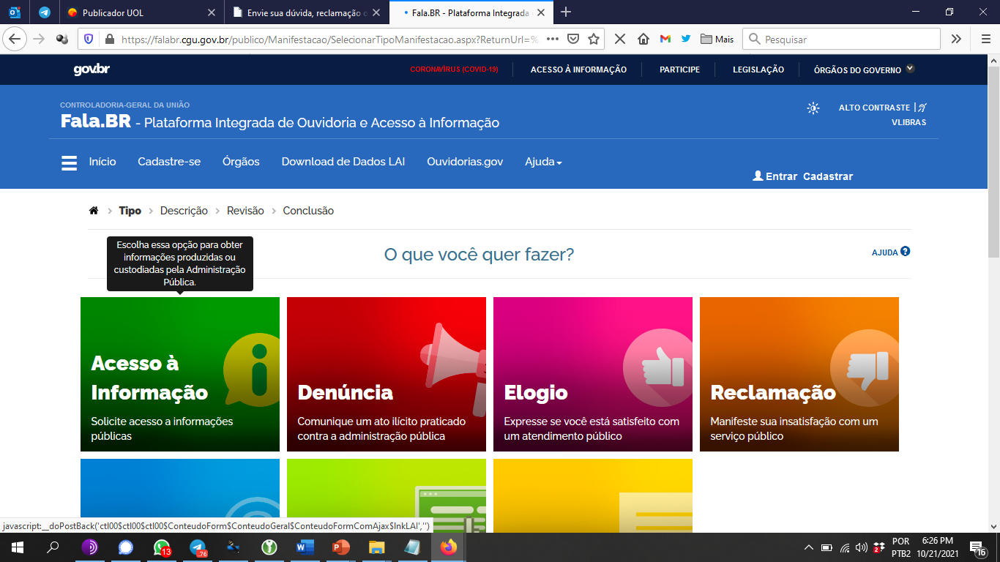 Publicador UOL
Envie sua dúvida, reclamação o
Fala.BR - Plataforma Integrada
https://falabr.cgu.gov.br/publico/Manifestacao/SelecionarTipoManifestacao.aspx?ReturnUrl=%
Mais
Pesquisar
gov.br
CORONAVÍRUS (COVID-19)
ACESSO À INFORMAÇÃO
PARTICIPE
LEGISLAÇÃO
ÓRGÃOS DO GOVERNO
CONTROLADORIA-GERAL DA UNIÃO
Fala.BR - Plataforma Integrada de Ouvidoria e Acesso à Informação
ALTO CONTRASTE |
VLIBRAS
Início
Cadastre-se
Órgãos
Download de Dados LAI
Ouvidorias.gov
Ajuda
Entrar Cadastrar
Tipo
Descrição
Revisão
Conclusão
Escolha essa opção para obter
informações produzidas ou
custodiadas pela Administração
Pública.
O que você quer fazer?
AJUDA ?
Acesso à
Informação
Solicite acesso a informações
públicas
Denúncia
Comunique um ato ilícito praticado
contra a administração pública
Elogio
Expresse se você está satisfeito com
um atendimento público
Reclamação
Manifeste sua insatisfação com um
serviço público
javascript:__doPostBack('ctl00$ctl00$ctl00$ConteudoForm$ConteudoGeral$ConteudoFormComAjax$lnkLAI','')
13
.76
2
POR
PTB2
6:26 PM
10/21/2021
16